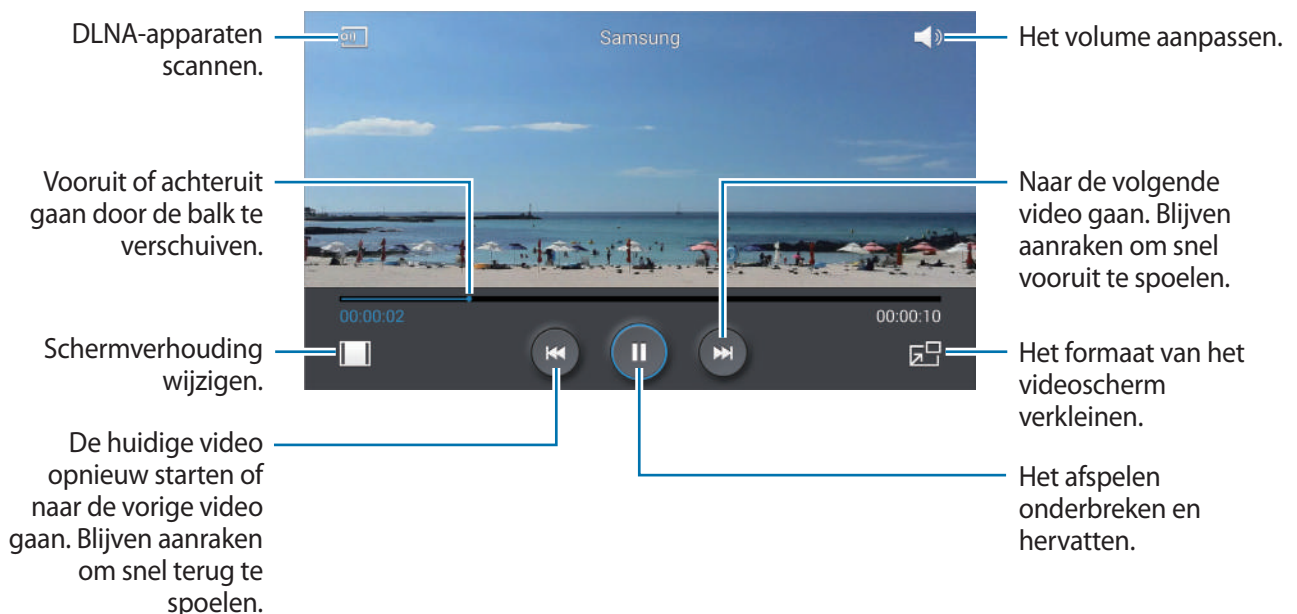 DLNA-apparaten
scannen.
Samsung
Het volume aanpassen.
Vooruit of achteruit
gaan door de balk te
verschuiven.
Naar de volgende
video gaan. Blijven
aanraken om snel
vooruit te spoelen.
00:00:02
00:00:10
Schermverhouding
wijzigen.
Het formaat van het
videoscherm
verkleinen.
De huidige video
opnieuw starten of
naar de vorige video
gaan. Blijven aanraken
om snel terug te
spoelen.
Het afspelen
onderbreken en
hervatten.